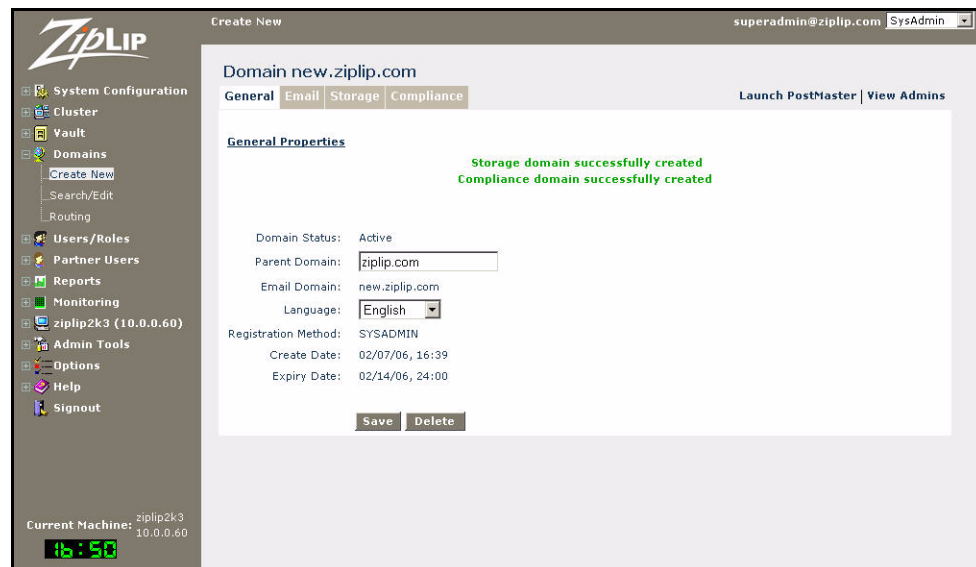 ZipLip
Create New
superadmin@ziplip.com SysAdmin
System Configuration
Cluster
Vault
Domains
Create New
Search/Edit
Routing
Users/Roles
Partner Users
Reports
Monitoring
ziplip2k3 (10.0.0.60)
Admin Tools
Options
Help
Signout
Current Machine: ziplip2k3
10.0.0.60
16:50
Domain new.ziplip.com
General Email Storage Compliance
Launch PostMaster | View Admins
General Properties
Storage domain successfully created
Compliance domain successfully created
Domain Status: Active
Parent Domain: ziplip.com
Email Domain: new.ziplip.com
Language: English
Registration Method: SYSADMIN
Create Date: 02/07/06, 16:39
Expiry Date: 02/14/06, 24:00
Save Delete